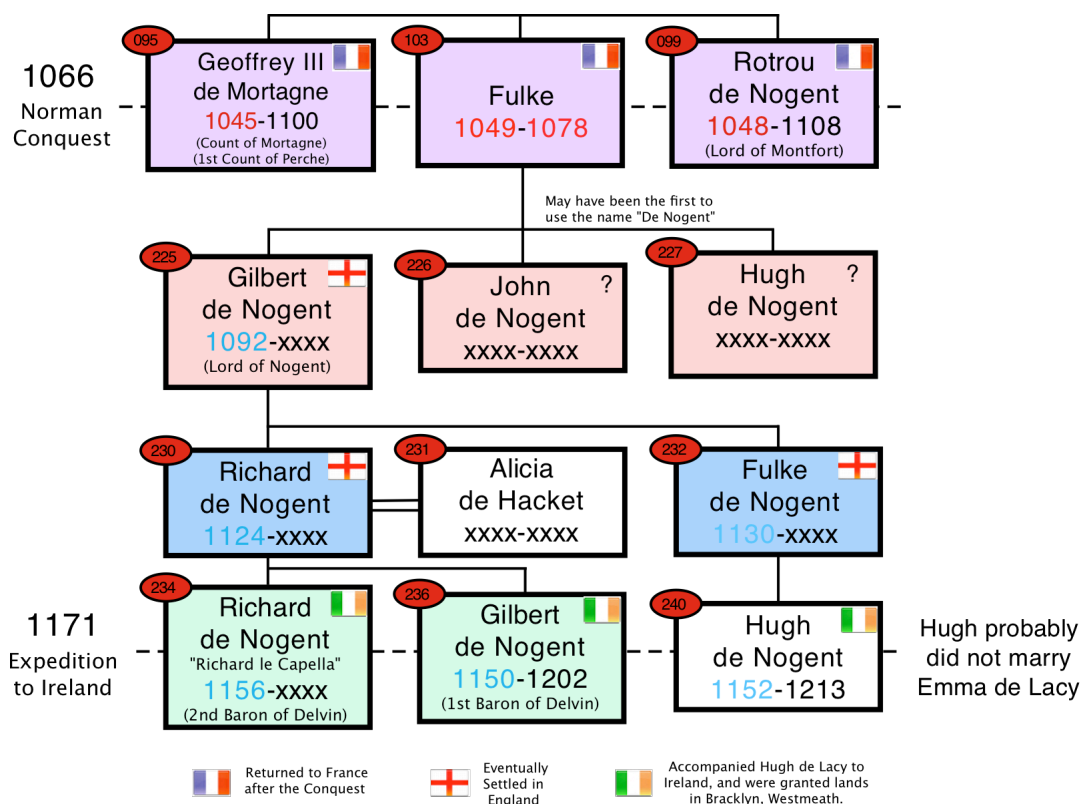 095
Geoffrey III
de Mortagne
1045-1100
(Count of Mortagne)
(1st Count of Perche)
103
Fulke
1049-1078
099
Rotrou
de Nogent
1048-1108
(Lord of Montfort)
1066
Norman
Conquest
May have been the first to
use the name "De Nogent"
225
Gilbert
de Nogent
1092-xxxx
(Lord of Nogent)
226
John
?
de Nogent
xxxx-xxxx
227
Hugh
?
de Nogent
xxxx-xxxx
230
Richard
de Nogent
1124-xxxx
231
Alicia
de Hacket
xxxx-xxxx
232
Fulke
de Nogent
1130-xxxx
234
Richard
de Nogent
"Richard le Capella"
1156-xxxx
(2nd Baron of Delvin)
236
Gilbert
de Nogent
1150-1202
(1st Baron of Delvin)
240
Hugh
de Nogent
1152-1213
1171
Expedition
to Ireland
Hugh probably
did not marry
Emma de Lacy
Returned to France
after the Conquest
Eventually
Settled in
England
Accompanied Hugh de Lacy to
Ireland, and were granted lands
in Bracklyn, Westmeath.